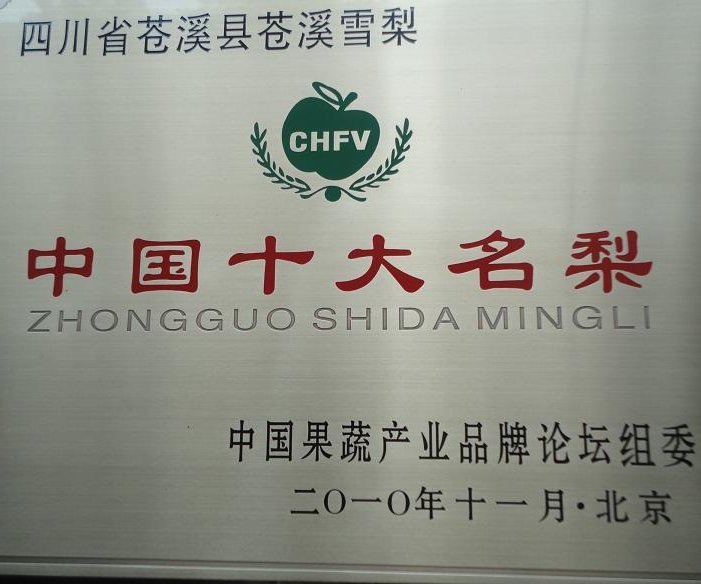 四川省苍溪县苍溪雪梨
CHFV
中国十大名梨
ZHONGGUO SHIDA MINGLI
中国果蔬产业品牌论坛组委
二〇一〇年十一月·北京